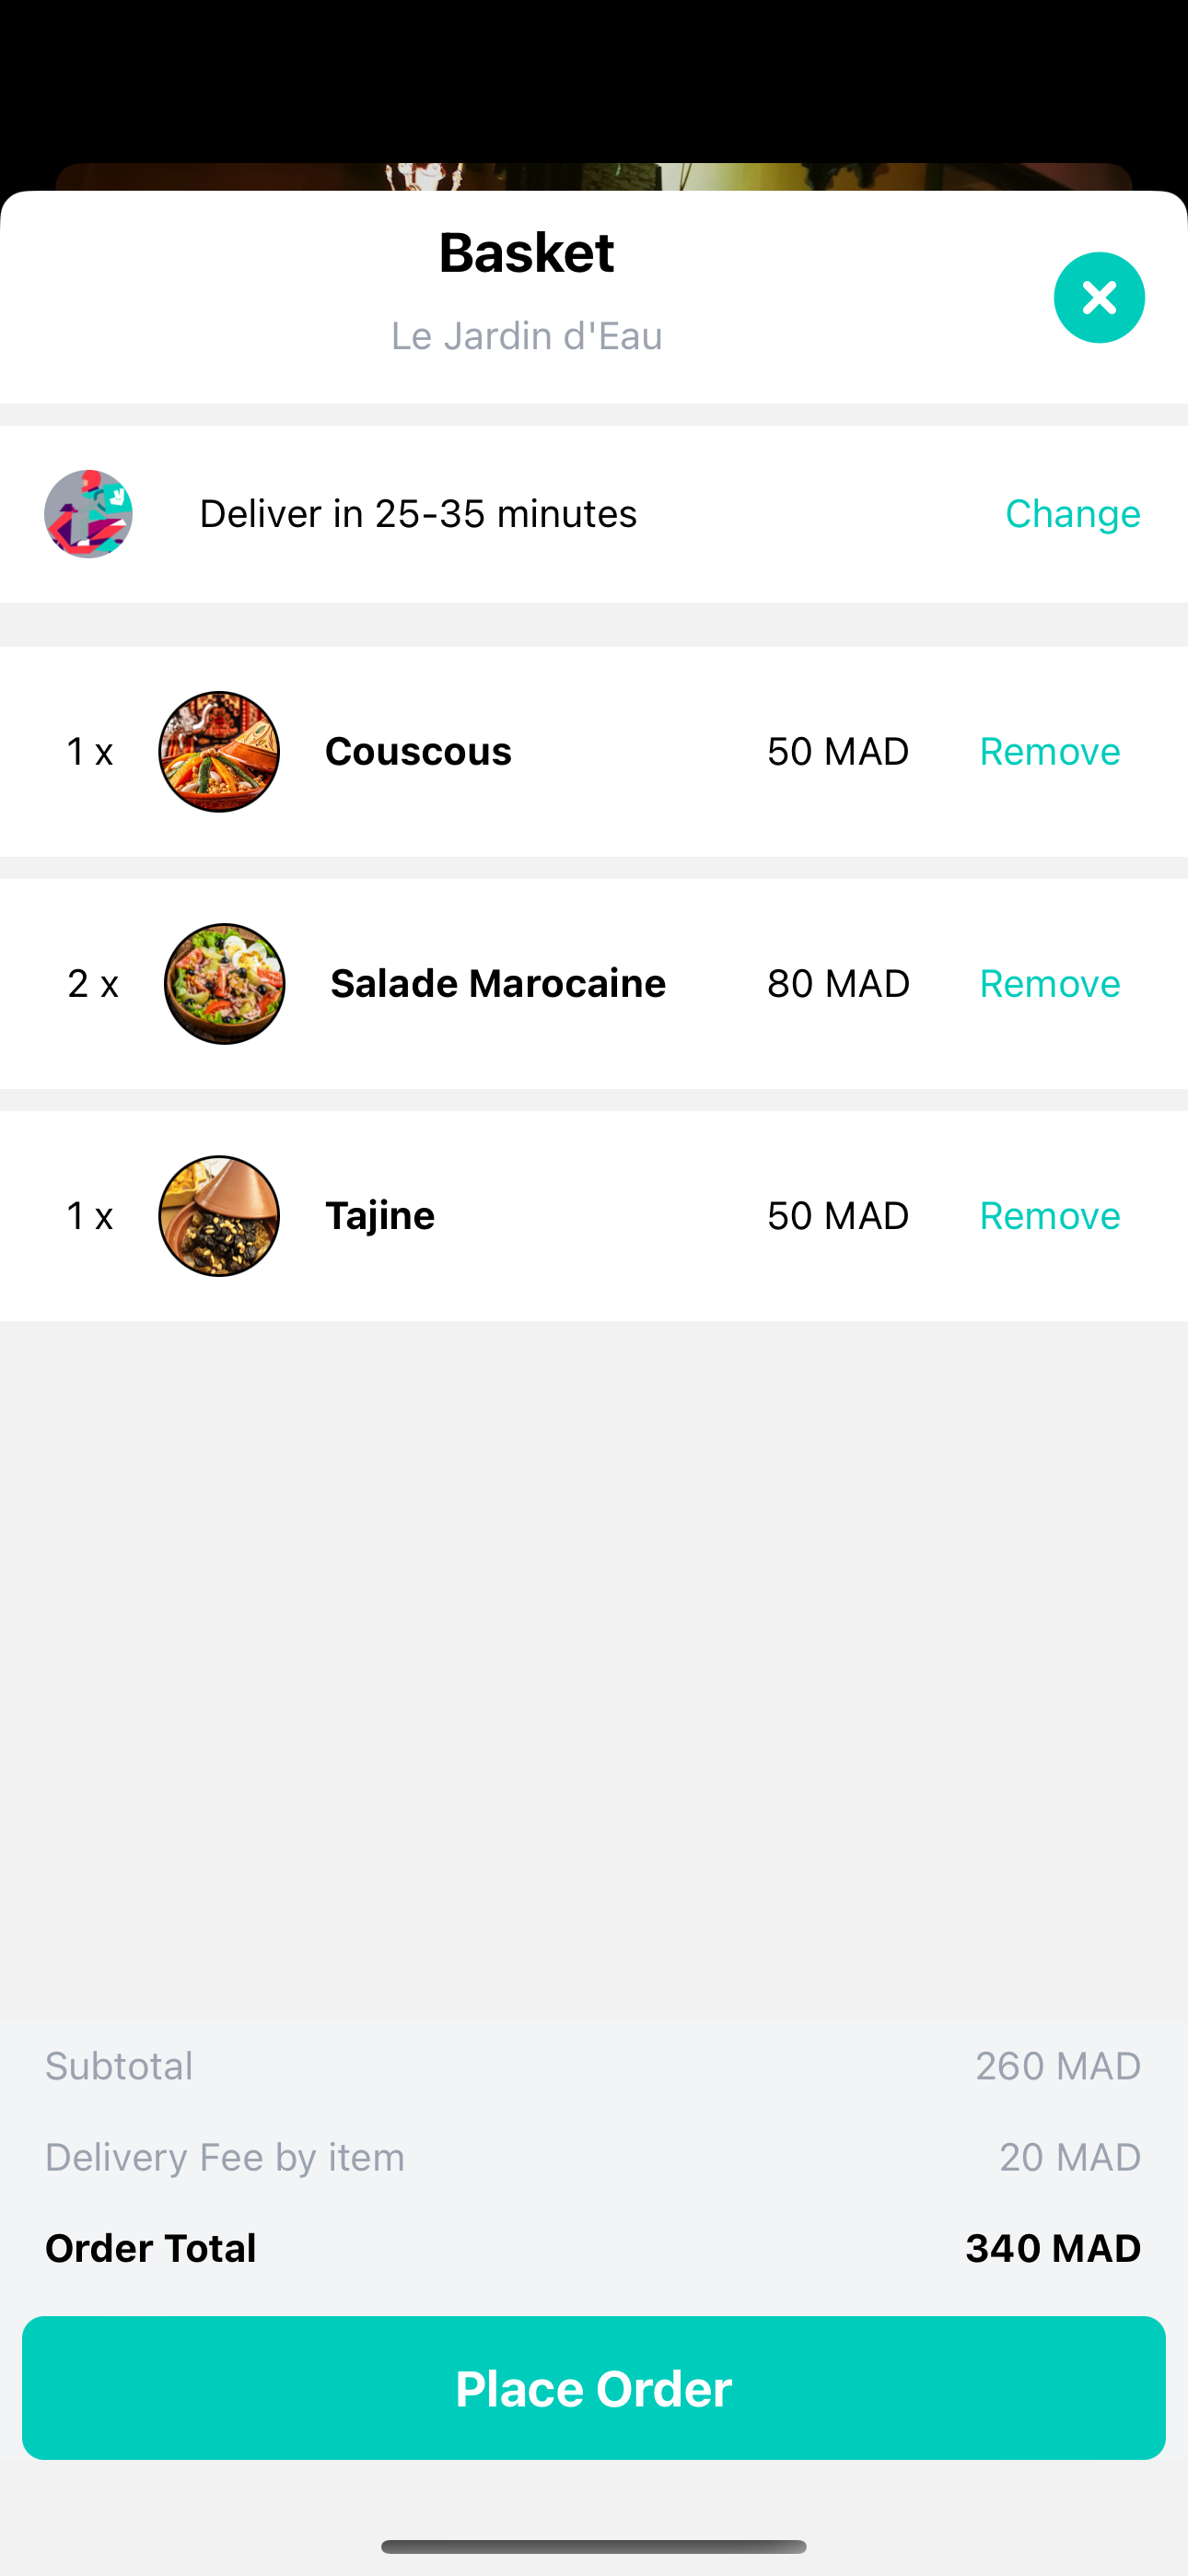 Basket
Le Jardin d'Eau
Deliver in 25-35 minutes Change
1 x Couscous 50 MAD Remove
2 x Salade Marocaine 80 MAD Remove
1 x Tajine 50 MAD Remove
Subtotal 260 MAD
Delivery Fee by item 20 MAD
Order Total 340 MAD
Place Order